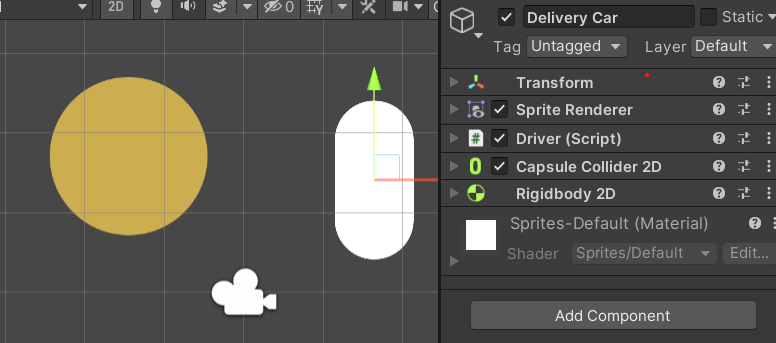 2D
0
Delivery Car
Static
Tag Untagged Layer Default
Transform
Sprite Renderer
# Driver (Script)
Capsule Collider 2D
Rigidbody 2D
Sprites-Default (Material)
Shader Sprites/Default Edit...
Add Component